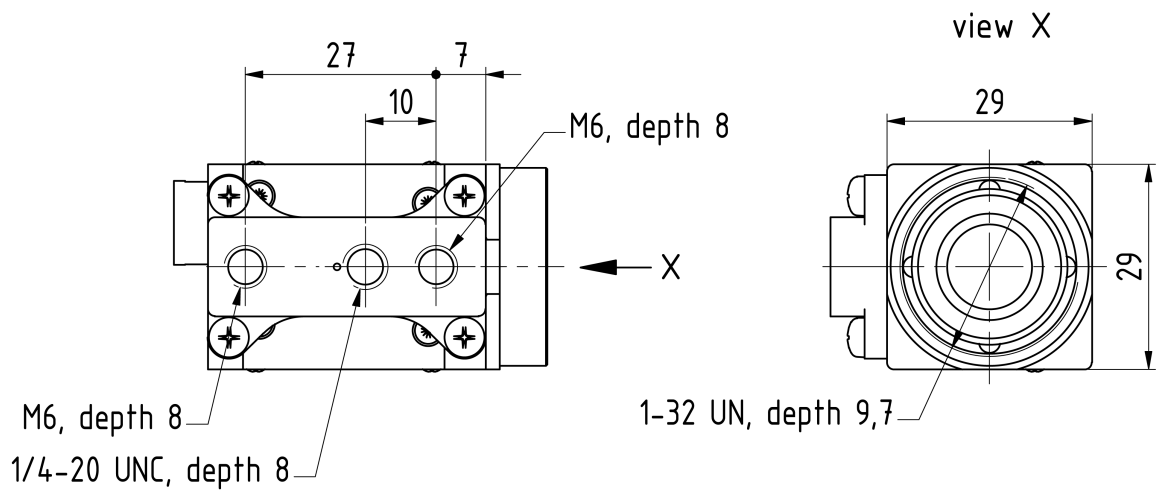 view X
27
7
29
10
M6, depth 8
X
29
M6, depth 8
1-32 UN, depth 9,7
1/4-20 UNC, depth 8